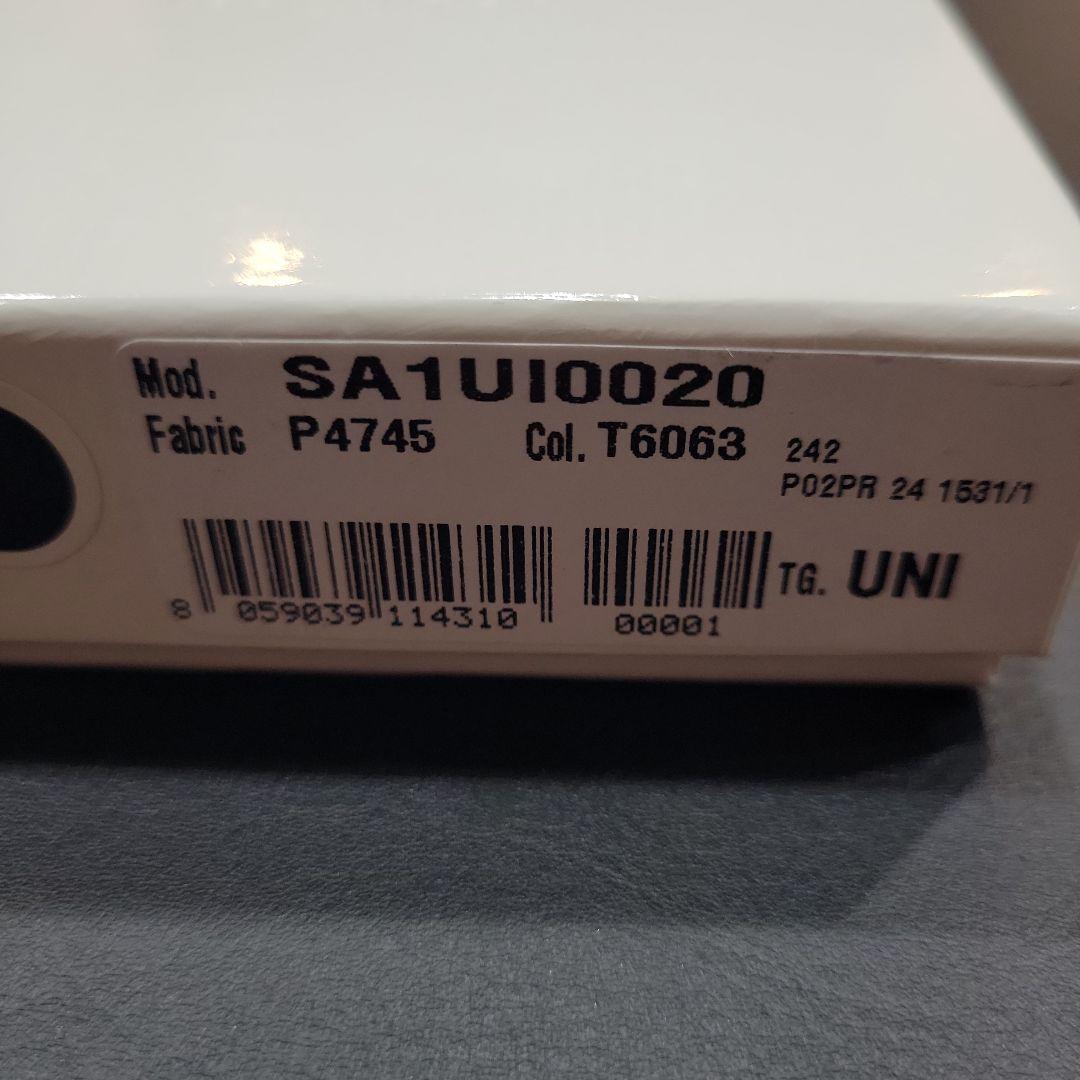 Mod. SA1UI0020
Fabric P4745 Col. T6063 242
P02PR 24 1531/1
TG. UNI
8 059039 114310 00001